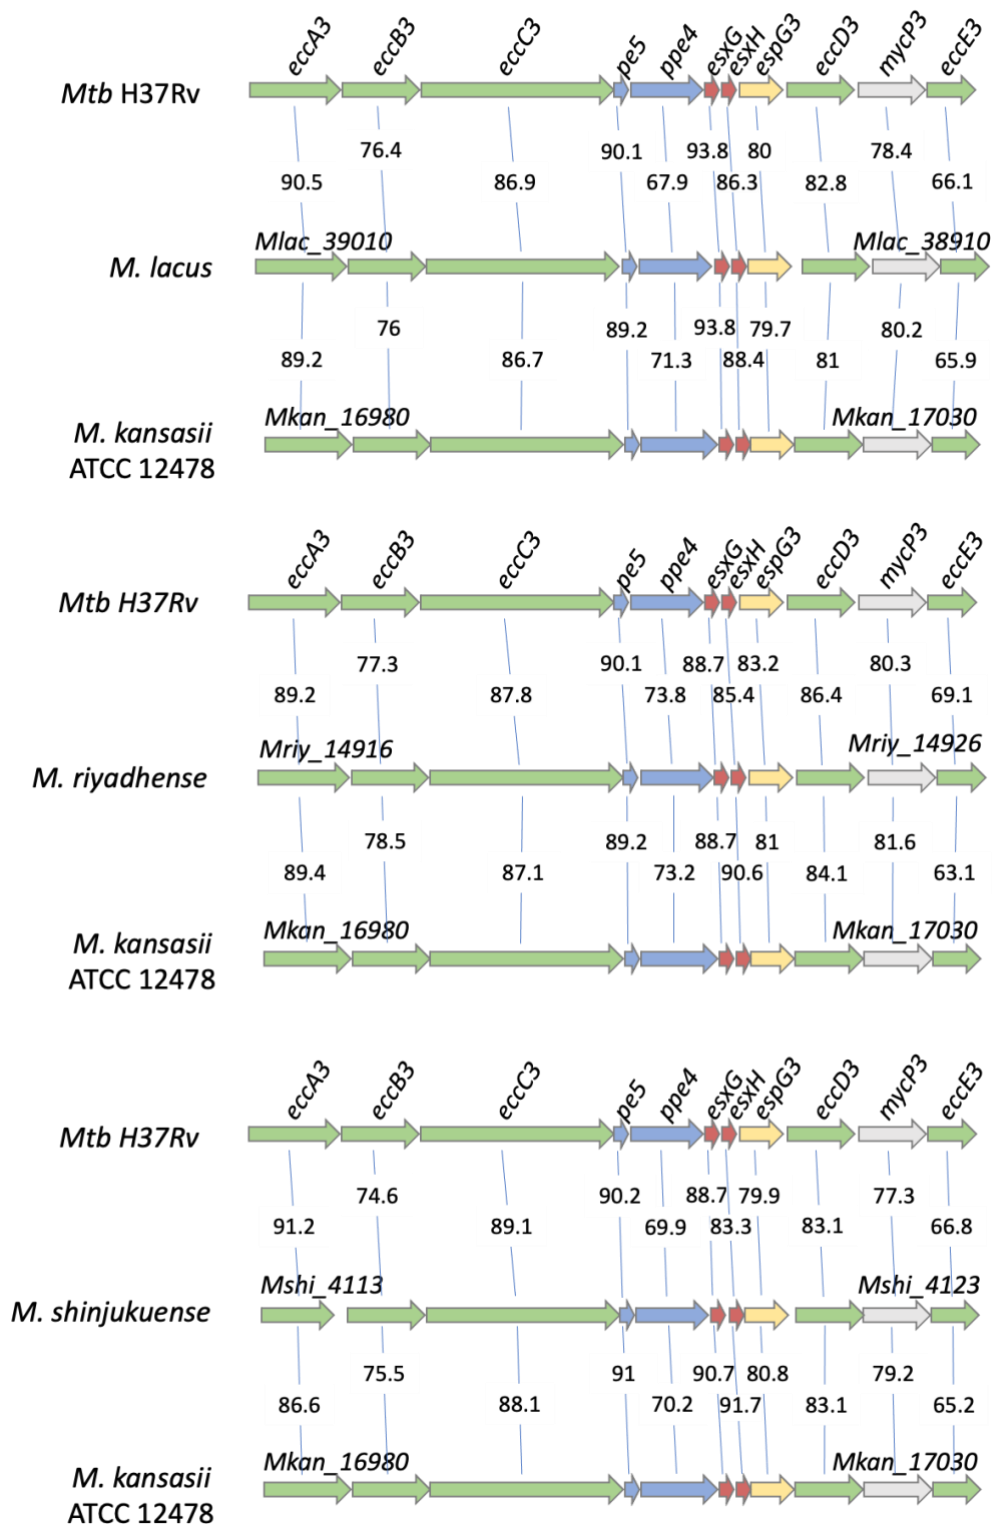 eccA3 eccB3 eccC3 pe5 ppe4 esxG esxH espG3 eccD3 mycP3 eccE3
Mtb H37Rv
76.4 90.1 93.8 80 78.4
90.5 86.9 67.9 86.3 82.8 66.1
Mlac_39010 Mlac_38910
M. lacus
76 89.2 93.8 79.7 80.2
89.2 86.7 71.3 88.4 81 65.9
Mkan_16980 Mkan_17030
M. kansasii
ATCC 12478
eccA3 eccB3 eccC3 pe5 ppe4 esxG esxH espG3 eccD3 mycP3 eccE3
Mtb H37Rv
77.3 90.1 88.7 83.2 80.3
89.2 87.8 73.8 85.4 86.4 69.1
Mriy_14916 Mriy_14926
M. riyadhense
78.5 89.2 88.7 81 81.6
89.4 87.1 73.2 90.6 84.1 63.1
Mkan_16980 Mkan_17030
M. kansasii
ATCC 12478
eccA3 eccB3 eccC3 pe5 ppe4 esxG esxH espG3 eccD3 mycP3 eccE3
Mtb H37Rv
74.6 90.2 88.7 79.9 77.3
91.2 89.1 69.9 83.3 83.1 66.8
Mshi_4113 Mshi_4123
M. shinjukuense
75.5 91 90.7 80.8 79.2
86.6 88.1 70.2 91.7 83.1 65.2
Mkan_16980 Mkan_17030
M. kansasii
ATCC 12478